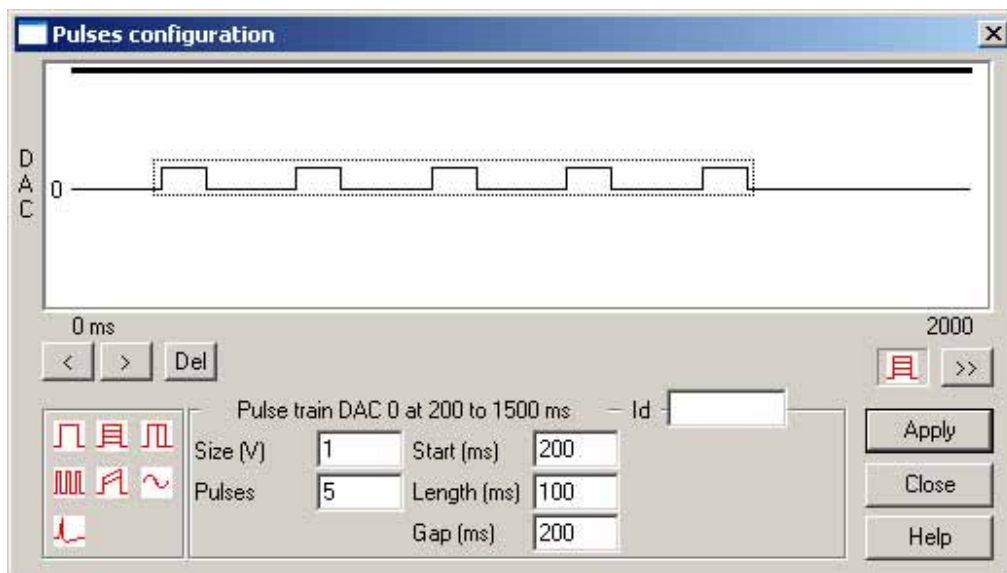 Pulses configuration
D
A
C
0
0 ms 2000
< > Del >>
Pulse train DAC 0 at 200 to 1500 ms Id
Size (V) 1 Start (ms) 200
Pulses 5 Length (ms) 100
Gap (ms) 200
Apply
Close
Help